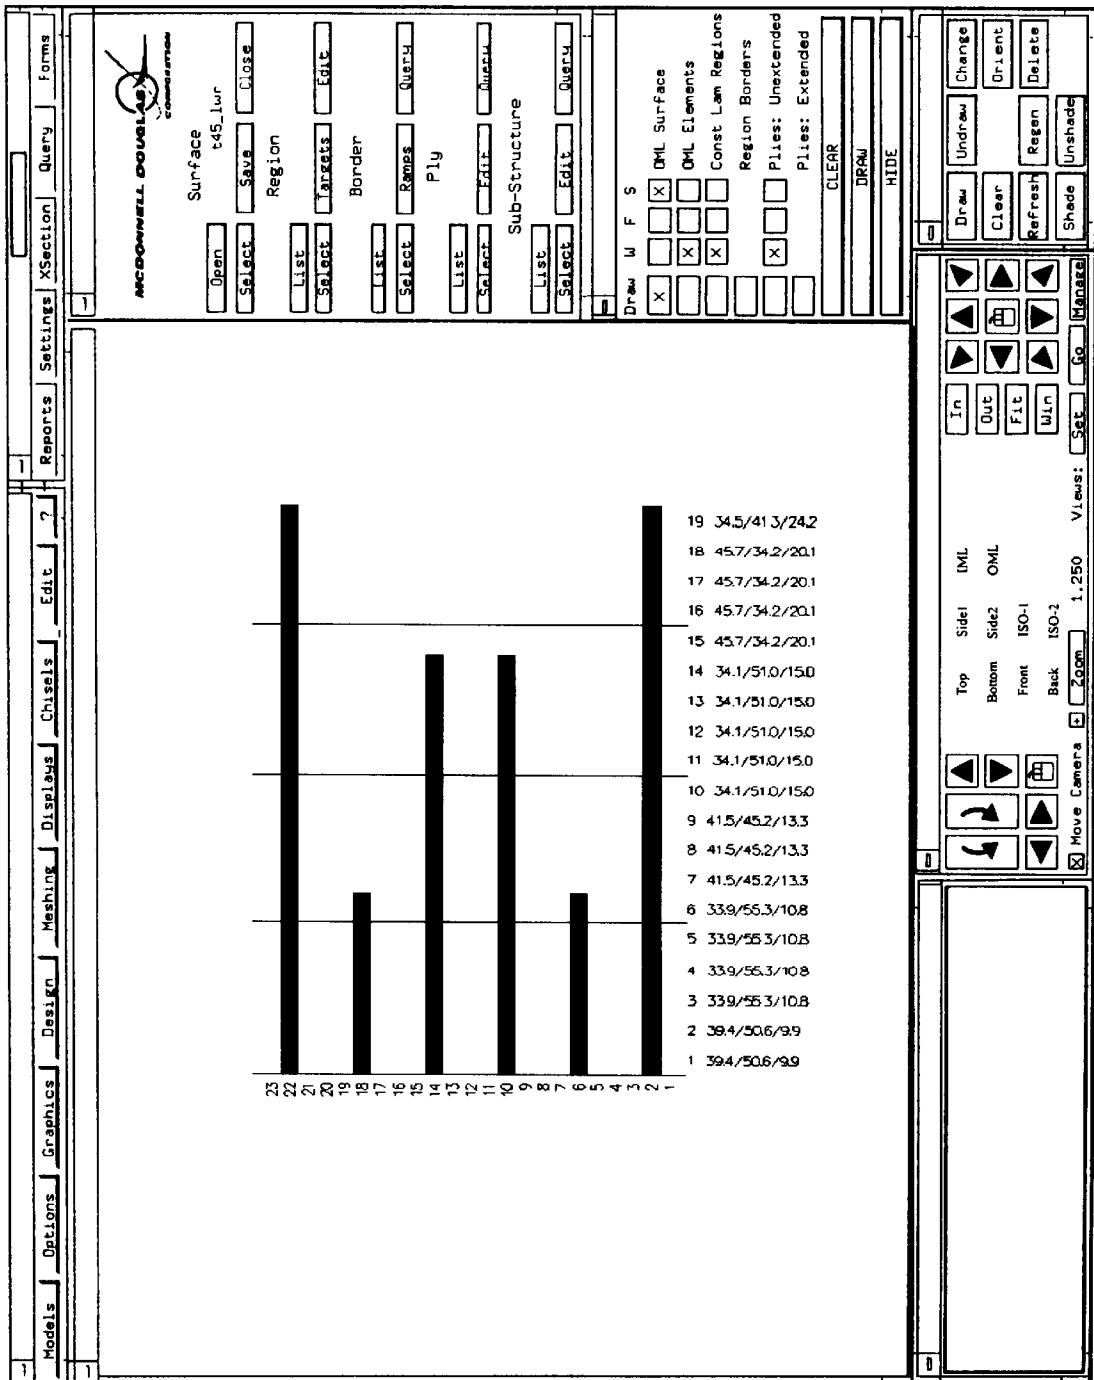 Models Options Graphics Design Meshing Displays Chisels Edit ?
Reports Settings XSection Query Forms
MCDONNELL DOUGLAS
CORPORATION
Surface
Open t45_lwr
Select Save Close
Region
List
Select Targets Edit
Border
List
Select Ramps Query
Ply
List
Select Edit Query
Sub-Structure
List
Select Edit Query
Draw W F S
X X OML Surface
X OML Elements
X Const Lam Regions
Region Borders
X Plies: Unextended
Plies: Extended
CLEAR
DRAW
HIDE
23
22
21
20
19
18
17
16
15
14
13
12
11
10
9
8
7
6
5
4
3
2
1
1 39.4/50.6/9.9
2 39.4/50.6/9.9
3 33.9/55.3/10.8
4 33.9/55.3/10.8
5 33.9/55.3/10.8
6 33.9/55.3/10.8
7 41.5/45.2/13.3
8 41.5/45.2/13.3
9 41.5/45.2/13.3
10 34.1/51.0/15.0
11 34.1/51.0/15.0
12 34.1/51.0/15.0
13 34.1/51.0/15.0
14 34.1/51.0/15.0
15 45.7/34.2/20.1
16 45.7/34.2/20.1
17 45.7/34.2/20.1
18 45.7/34.2/20.1
19 34.5/41.3/24.2
Top Side1 IML
Bottom Side2 OML
Front ISO-1
Back ISO-2
In
Out
Fit
Win
X Move Camera + Zoom 1.250 Views: Set Go Manage
Draw Undraw Change
Clear Orient
Refresh Regen Delete
Shade Unshade